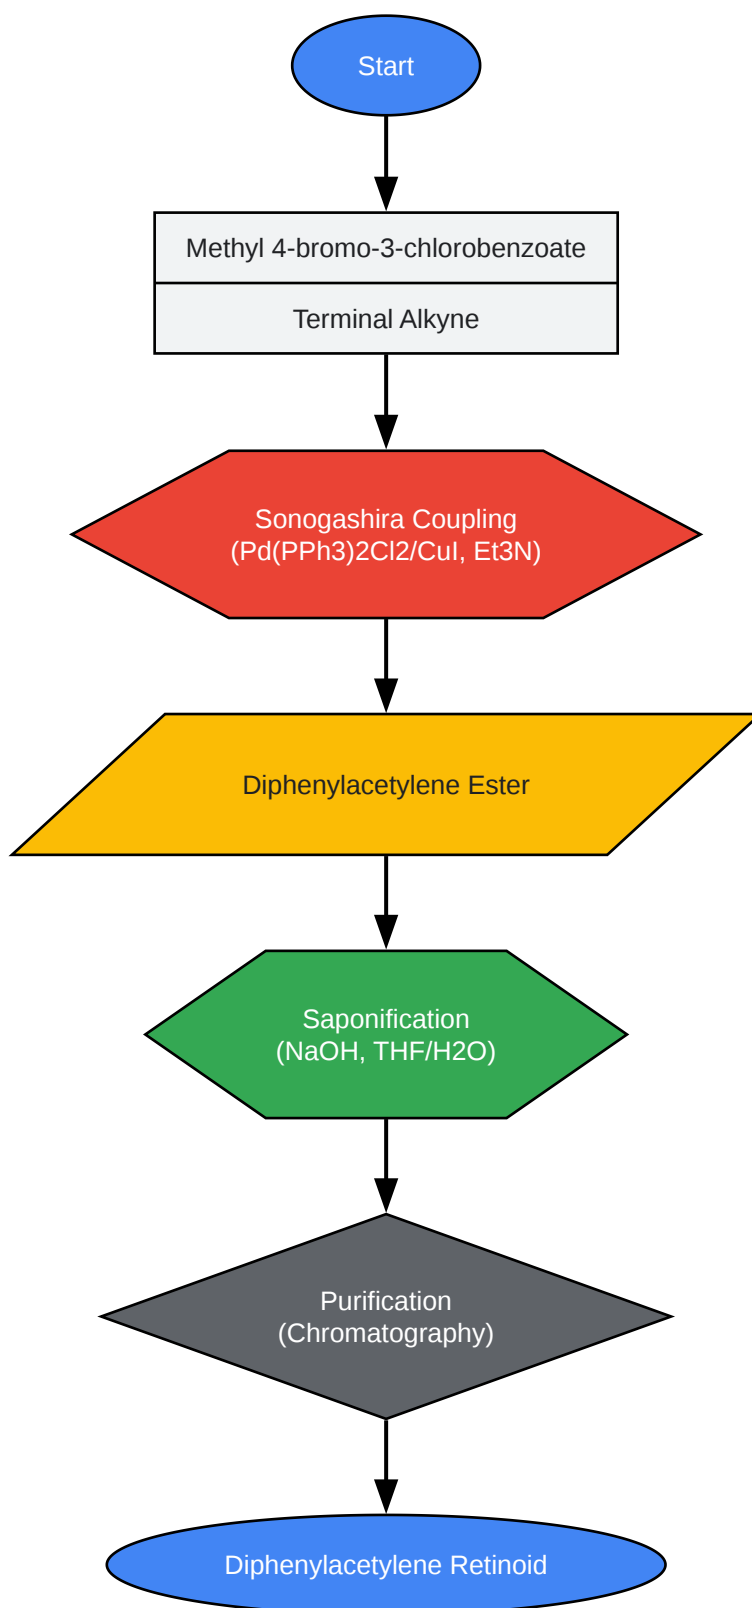 Start
Methyl 4-bromo-3-chlorobenzoate
Terminal Alkyne
Sonogashira Coupling
(Pd(PPh3)2Cl2/CuI, Et3N)
Diphenylacetylene Ester
Saponification
(NaOH, THF/H2O)
Purification
(Chromatography)
Diphenylacetylene Retinoid